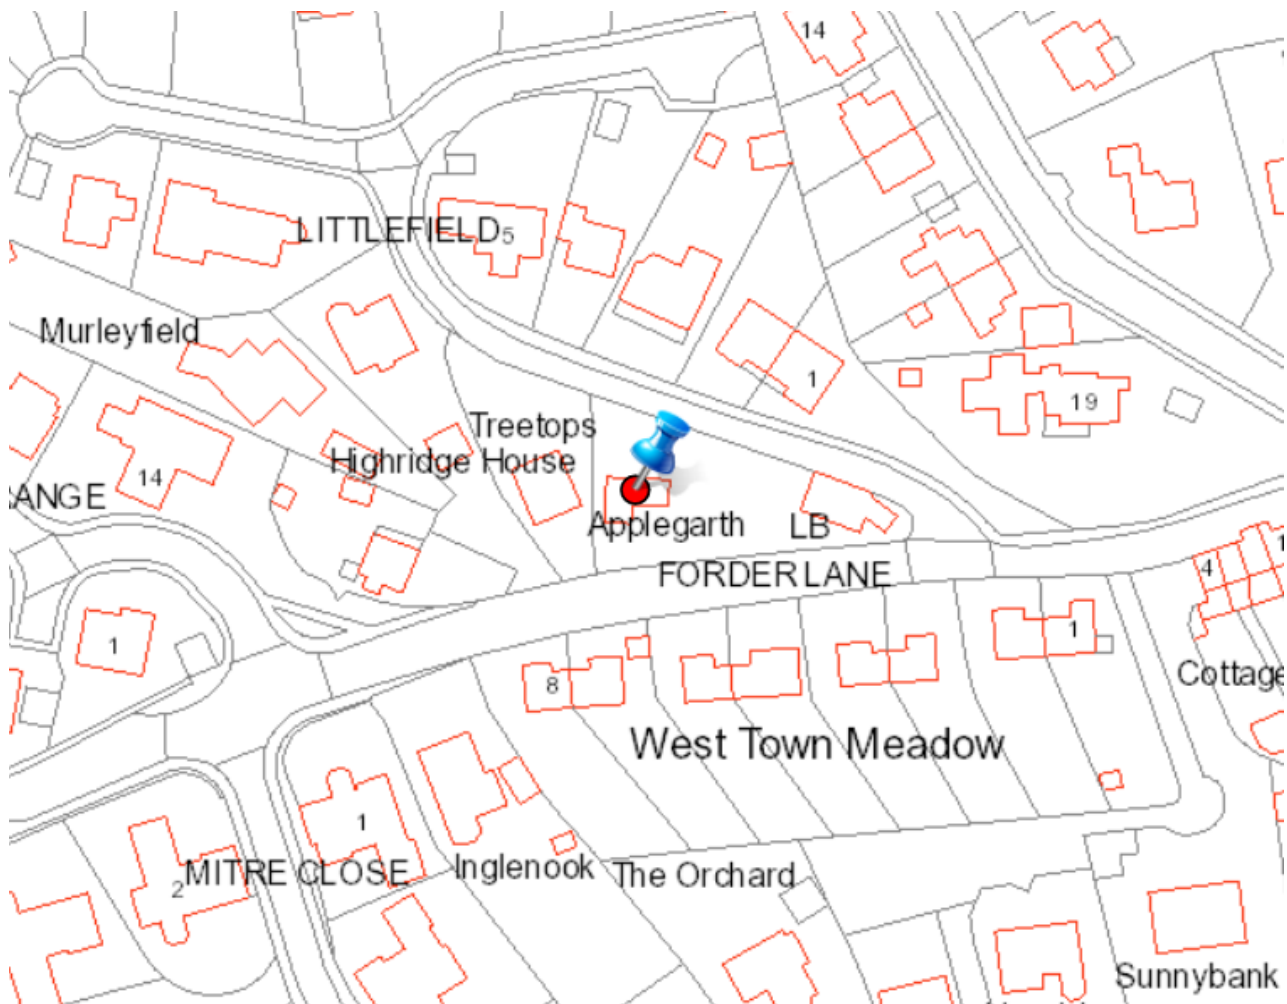 14
LITTLEFIELD
5
Murleyfield
1
19
Treetops
Highridge House
14
ANGE
Applegarth
LB
FORDER LANE
4
1
1
1
8
Cottage
West Town Meadow
1
MITRE CLOSE
2
Inglenook
The Orchard
Sunnybank